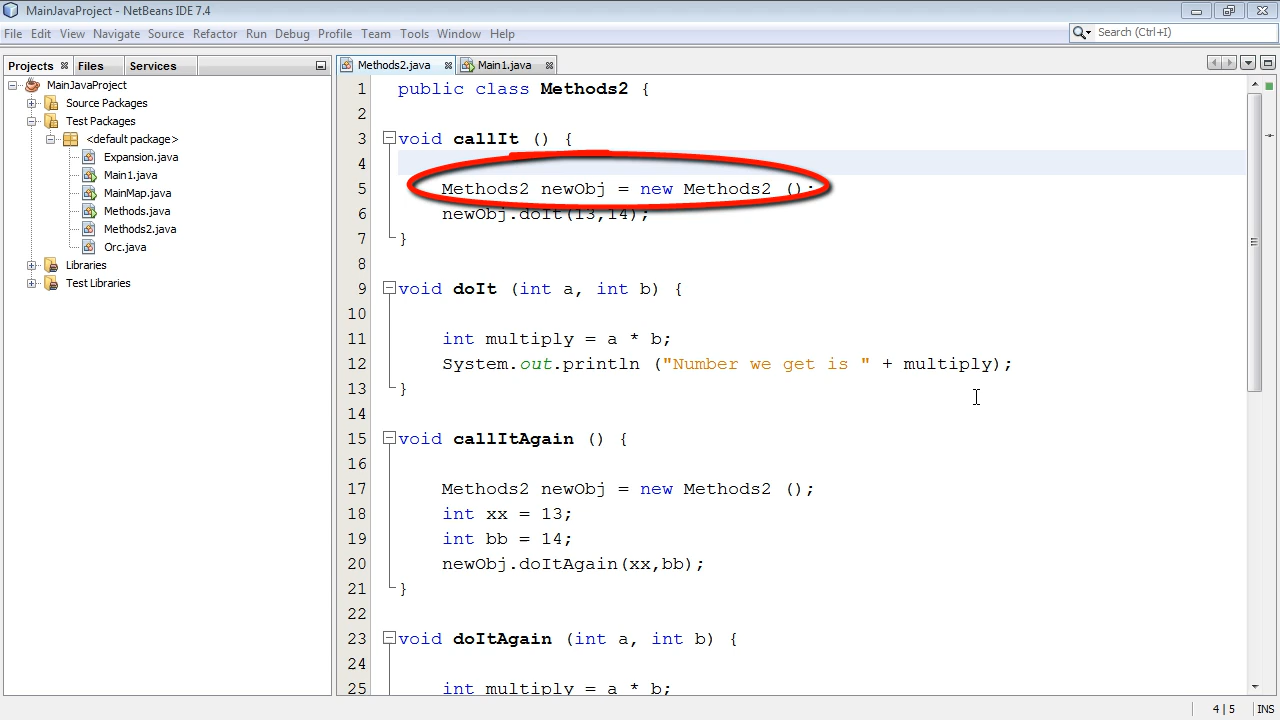 MainJavaProject - NetBeans IDE 7.4
File Edit View Navigate Source Refactor Run Debug Profile Team Tools Window Help
Search (Ctrl+I)
Projects Files Services
Methods2.java Main1.java
MainJavaProject
Source Packages
Test Packages
<default package>
Expansion.java
Main1.java
MainMap.java
Methods.java
Methods2.java
Orc.java
Libraries
Test Libraries
1 public class Methods2 {
2
3 void callIt () {
4
5 Methods2 newObj = new Methods2 ();
6 newObj.doIt(13,14);
7 }
8
9 void doIt (int a, int b) {
10
11 int multiply = a * b;
12 System.out.println ("Number we get is " + multiply);
13 }
14
15 void callItAgain () {
16
17 Methods2 newObj = new Methods2 ();
18 int xx = 13;
19 int bb = 14;
20 newObj.doItAgain(xx,bb);
21 }
22
23 void doItAgain (int a, int b) {
24
25 int multiply = a * b;
4|5 INS